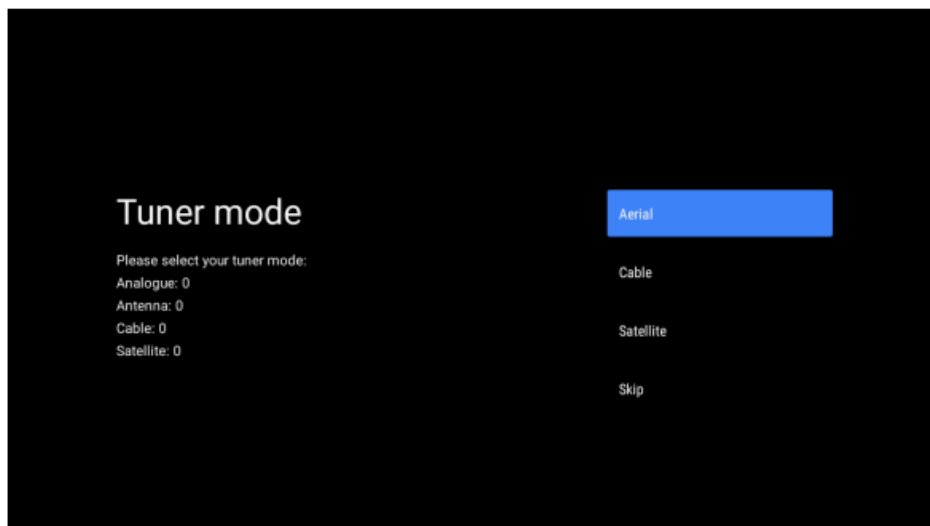 Tuner mode
Please select your tuner mode:
Analogue: 0
Antenna: 0
Cable: 0
Satellite: 0
Aerial
Cable
Satellite
Skip